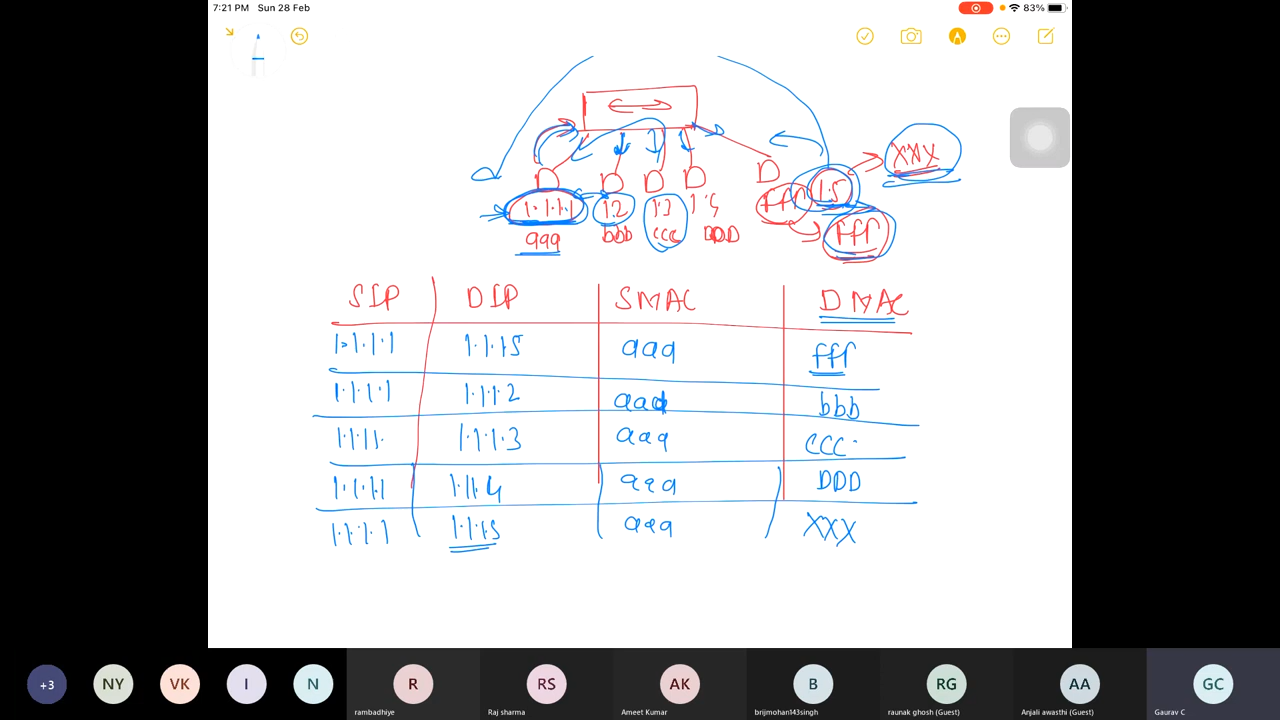 7:21 PM Sun 28 Feb 83%
XXX
D D D D D
1.1.1.1 1.2 1.3 1.4 fff 1.5
aaa bbb CCC DDD fff
SIP DIP SMAC DMAC
1.1.1.1 1.1.1.5 aaa fff
1.1.1.1 1.1.1.2 aaa bbb
1.1.1.1. 1.1.1.3 aaa CCC.
1.1.1.1 1.1.1.4 aaa DDD
1.1.1.1 1.1.1.5 aaa XXX
+3 NY VK I N R RS AK B RG AA GC
rambadhiye Raj sharma Ameet Kumar brijmohan143singh raunak ghosh (Guest) Anjali awasthi (Guest) Gaurav C